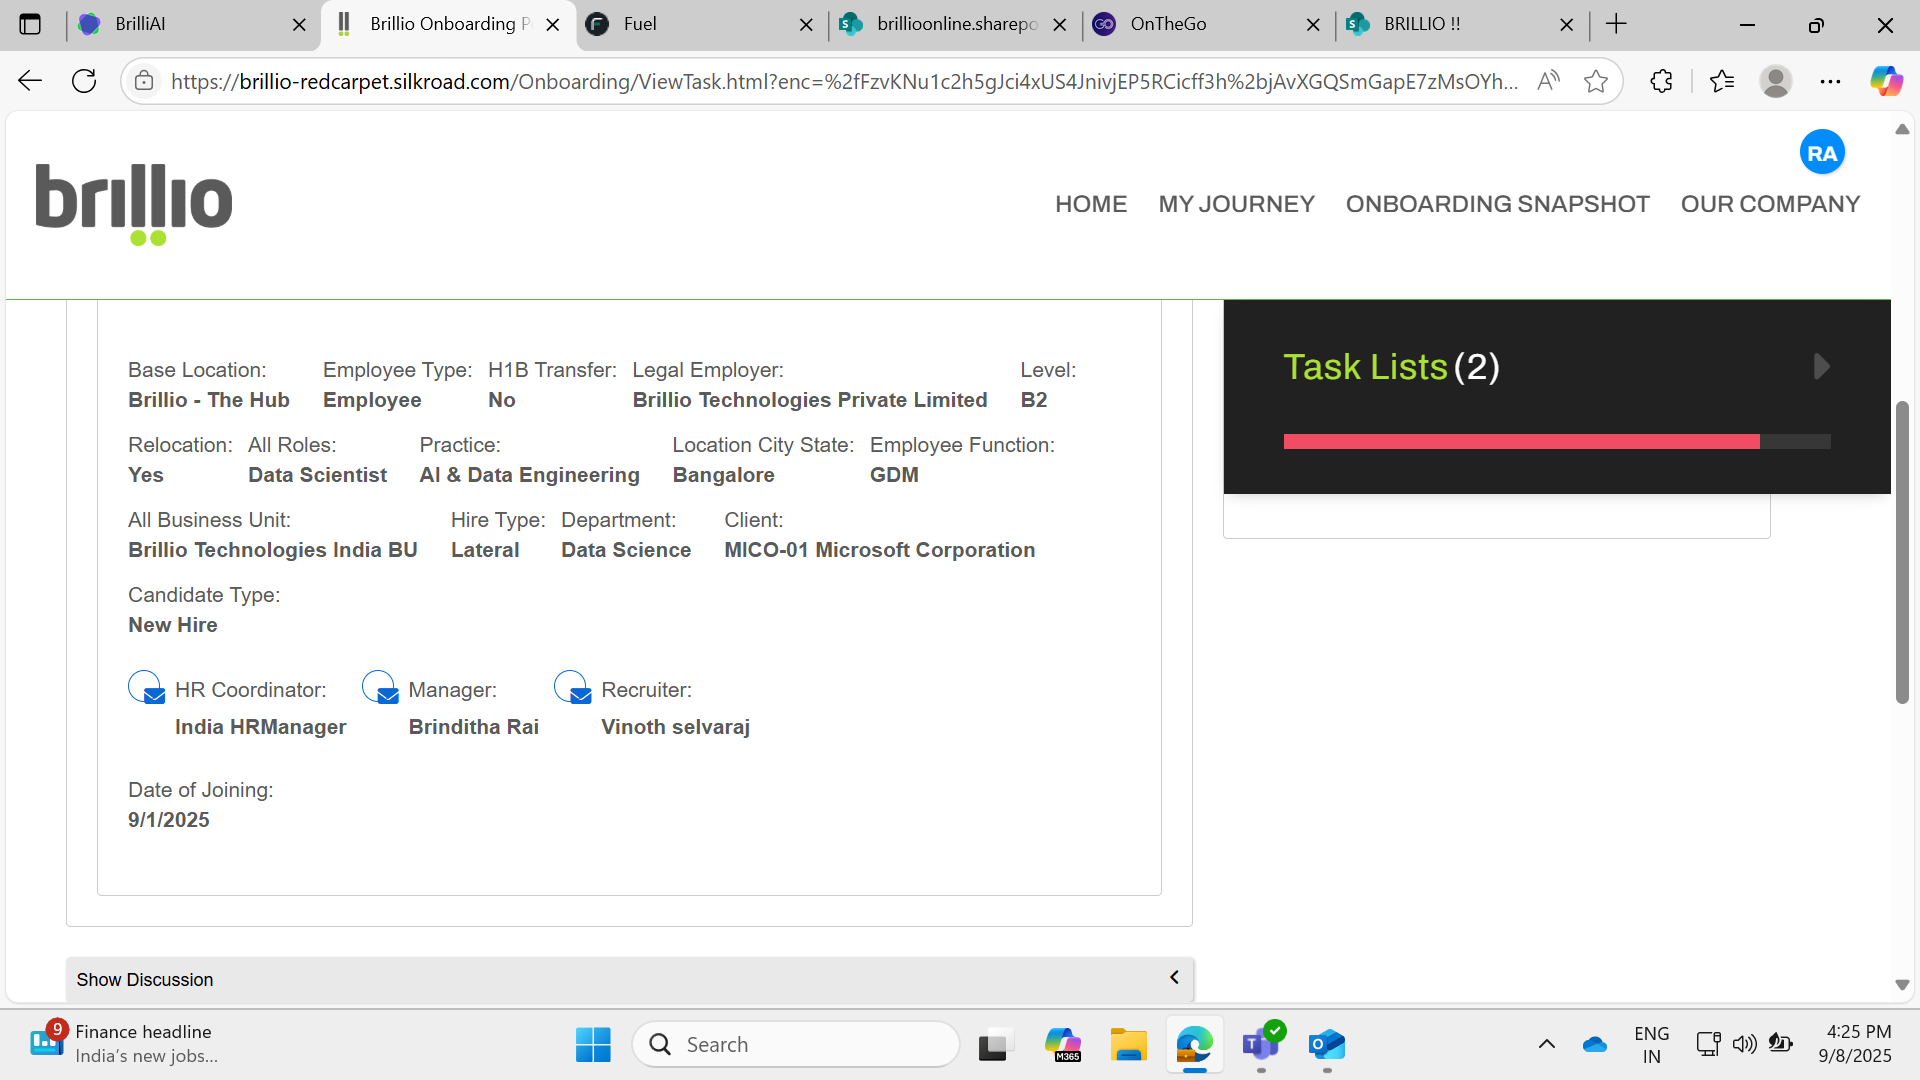 BrilliAI
Brillio Onboarding P
Fuel
brillioonline.sharepo
OnTheGo
BRILLIO !!
https://brillio-redcarpet.silkroad.com/Onboarding/ViewTask.html?enc=%2fFzvKNu1c2h5gJci4xUS4JnivjEP5RCicff3h%2bjAvXGQSmGapE7zMsOYh...
RA
brillio
HOME MY JOURNEY ONBOARDING SNAPSHOT OUR COMPANY
Base Location: Employee Type: H1B Transfer: Legal Employer: Level:
Brillio - The Hub Employee No Brillio Technologies Private Limited B2
Relocation: All Roles: Practice: Location City State: Employee Function:
Yes Data Scientist AI & Data Engineering Bangalore GDM
All Business Unit: Hire Type: Department: Client:
Brillio Technologies India BU Lateral Data Science MICO-01 Microsoft Corporation
Candidate Type:
New Hire
HR Coordinator: Manager: Recruiter:
India HRManager Brinditha Rai Vinoth selvaraj
Date of Joining:
9/1/2025
Task Lists (2)
Show Discussion
9
Finance headline
India's new jobs...
Search
M365
ENG
IN
4:25 PM
9/8/2025